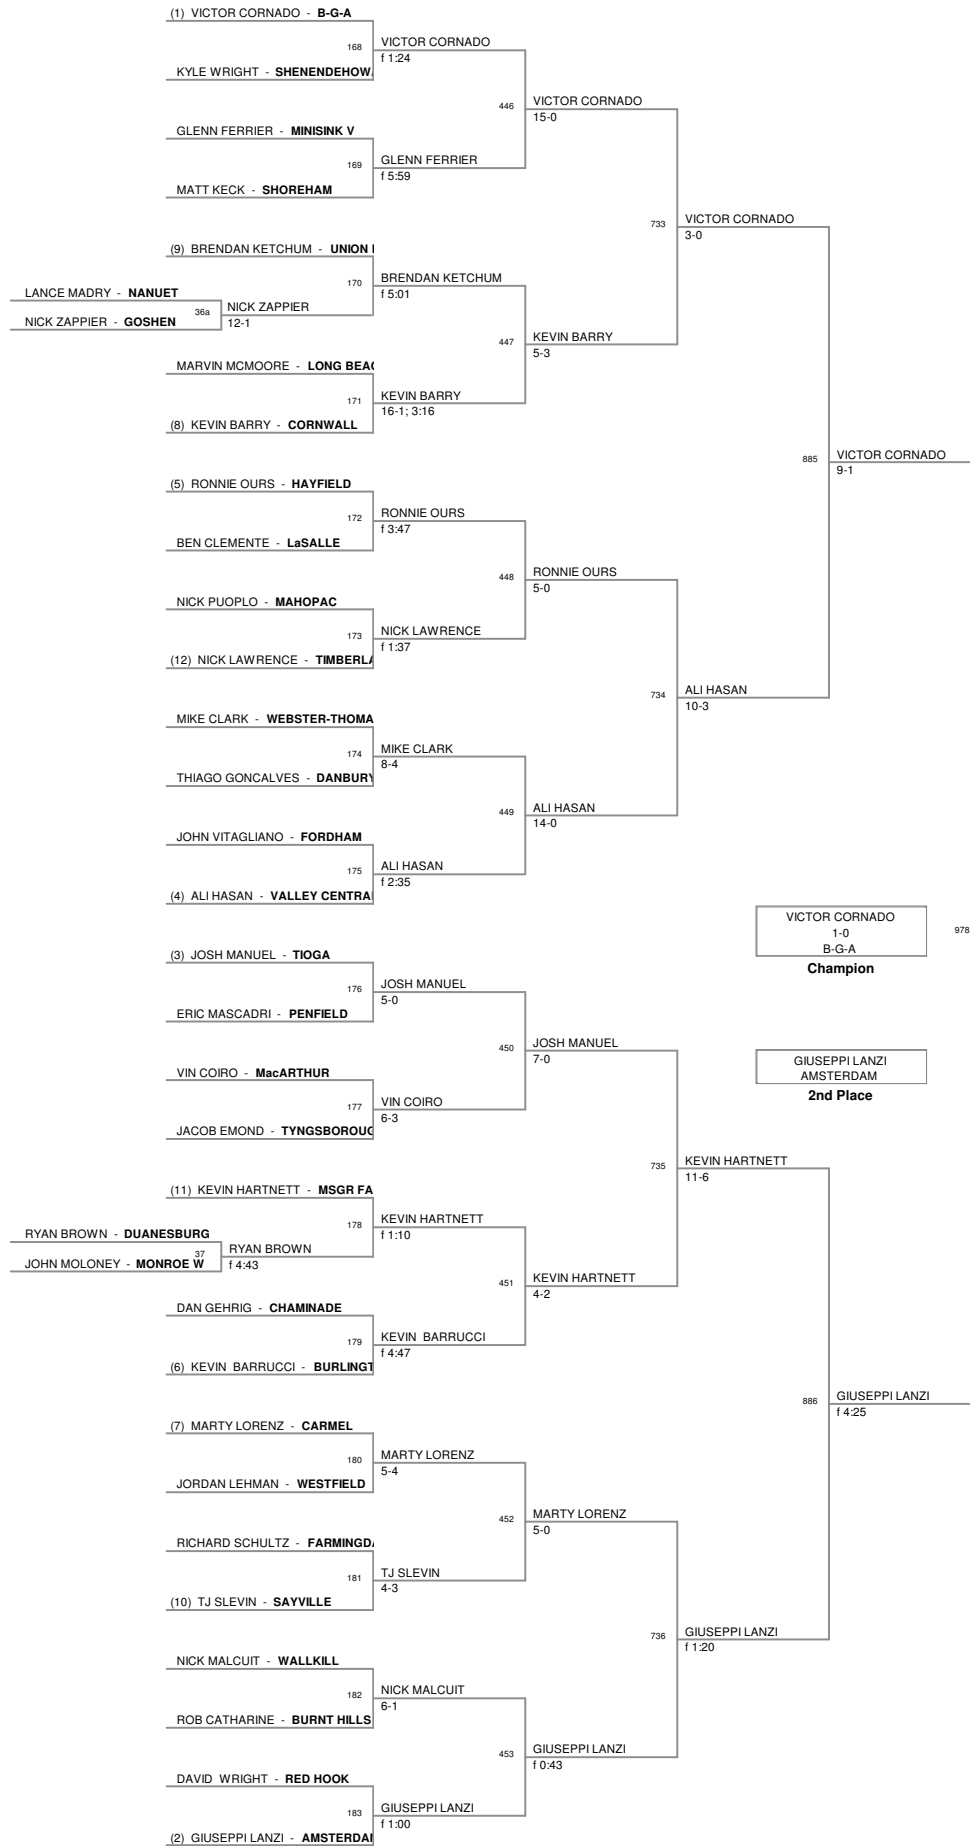 (1) VICTOR CORNADO - B-G-A
168 VICTOR CORNADO
f 1:24
KYLE WRIGHT - SHENENDEHOW
446 VICTOR CORNADO
15-0
GLENN FERRIER - MINISINK V
169 GLENN FERRIER
f 5:59
MATT KECK - SHOREHAM
733 VICTOR CORNADO
3-0
(9) BRENDAN KETCHUM - UNION
170 BRENDAN KETCHUM
f 5:01
LANCE MADRY - NANUET
36a NICK ZAPPIER
NICK ZAPPIER - GOSHEN
12-1
447 KEVIN BARRY
5-3
MARVIN MCMOORE - LONG BEAC
171 KEVIN BARRY
16-1; 3:16
(8) KEVIN BARRY - CORNWALL
885 VICTOR CORNADO
9-1
(5) RONNIE OURS - HAYFIELD
172 RONNIE OURS
f 3:47
BEN CLEMENTE - LaSALLE
448 RONNIE OURS
5-0
NICK PUOPLO - MAHOPAC
173 NICK LAWRENCE
f 1:37
(12) NICK LAWRENCE - TIMBERLA
734 ALI HASAN
10-3
MIKE CLARK - WEBSTER-THOMA
174 MIKE CLARK
8-4
THIAGO GONCALVES - DANBURY
449 ALI HASAN
14-0
JOHN VITAGLIANO - FORDHAM
175 ALI HASAN
f 2:35
(4) ALI HASAN - VALLEY CENTRA
VICTOR CORNADO
1-0
B-G-A
978
Champion
(3) JOSH MANUEL - TIOGA
176 JOSH MANUEL
5-0
ERIC MASCADRI - PENFIELD
450 JOSH MANUEL
7-0
GIUSEPPI LANZI
AMSTERDAM
2nd Place
VIN COIRO - MacARTHUR
177 VIN COIRO
6-3
JACOB EMOND - TYNGSBOROUG
735 KEVIN HARTNETT
11-6
(11) KEVIN HARTNETT - MSGR FA
178 KEVIN HARTNETT
f 1:10
RYAN BROWN - DUANESBURG
37 RYAN BROWN
JOHN MOLONEY - MONROE W
f 4:43
451 KEVIN HARTNETT
4-2
DAN GEHRIG - CHAMINADE
179 KEVIN BARRUCCI
f 4:47
(6) KEVIN BARRUCCI - BURLINGT
886 GIUSEPPI LANZI
f 4:25
(7) MARTY LORENZ - CARMEL
180 MARTY LORENZ
5-4
JORDAN LEHMAN - WESTFIELD
452 MARTY LORENZ
5-0
RICHARD SCHULTZ - FARMINGDA
181 TJ SLEVIN
4-3
(10) TJ SLEVIN - SAYVILLE
736 GIUSEPPI LANZI
f 1:20
NICK MALCUIT - WALLKILL
182 NICK MALCUIT
6-1
ROB CATHARINE - BURNT HILLS
453 GIUSEPPI LANZI
f 0:43
DAVID WRIGHT - RED HOOK
183 GIUSEPPI LANZI
f 1:00
(2) GIUSEPPI LANZI - AMSTERDA